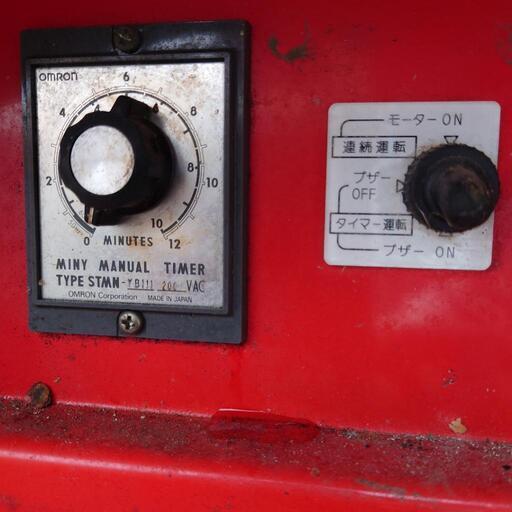 OMRON
6
4
8
2
10
10
0 MINUTES 12
MINY MANUAL TIMER
TYPE STMN-YB111 200 VAC
OMRON Corporation MADE IN JAPAN
モーター ON
連続運転
ブザー
OFF
タイマー運転
ブザー ON